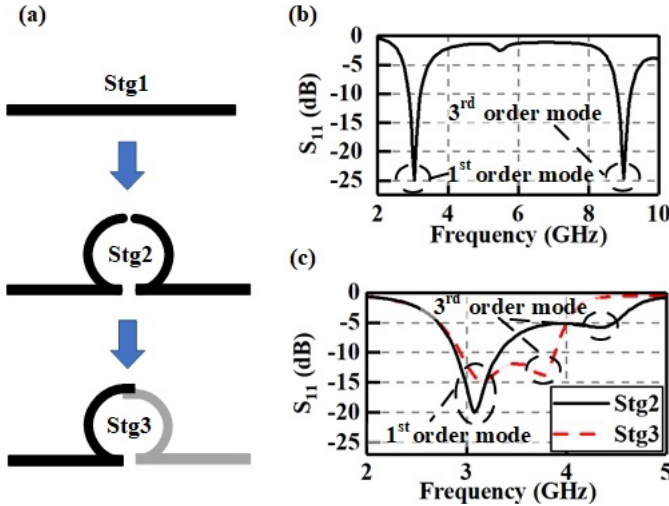 (a)
Stg1
Stg2
Stg3
(b)
0
-5
-10
-15
-20
-25
S11 (dB)
3rd order mode
1st order mode
2 4 6 8 10
Frequency (GHz)
(c)
0
-5
-10
-15
-20
-25
S11 (dB)
3rd order mode
1st order mode
Stg2
Stg3
2 3 4 5
Frequency (GHz)